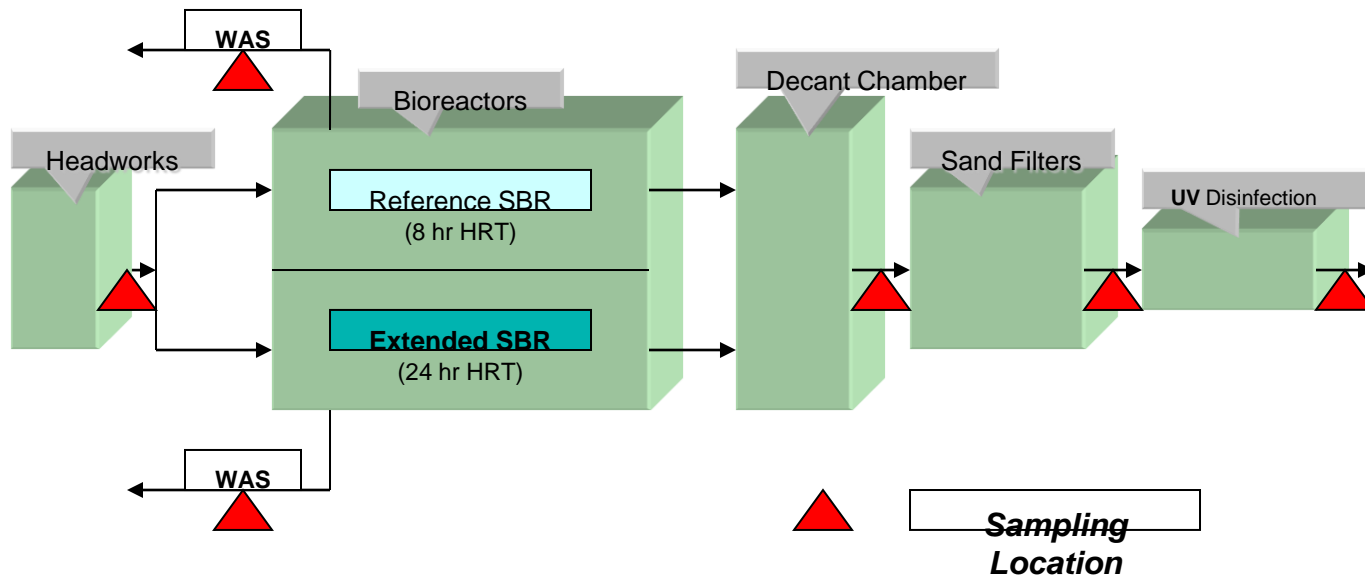 WAS
Decant Chamber
Bioreactors
Headworks
Sand Filters
UV Disinfection
Reference SBR
(8 hr HRT)
Extended SBR
(24 hr HRT)
WAS
Sampling
Location